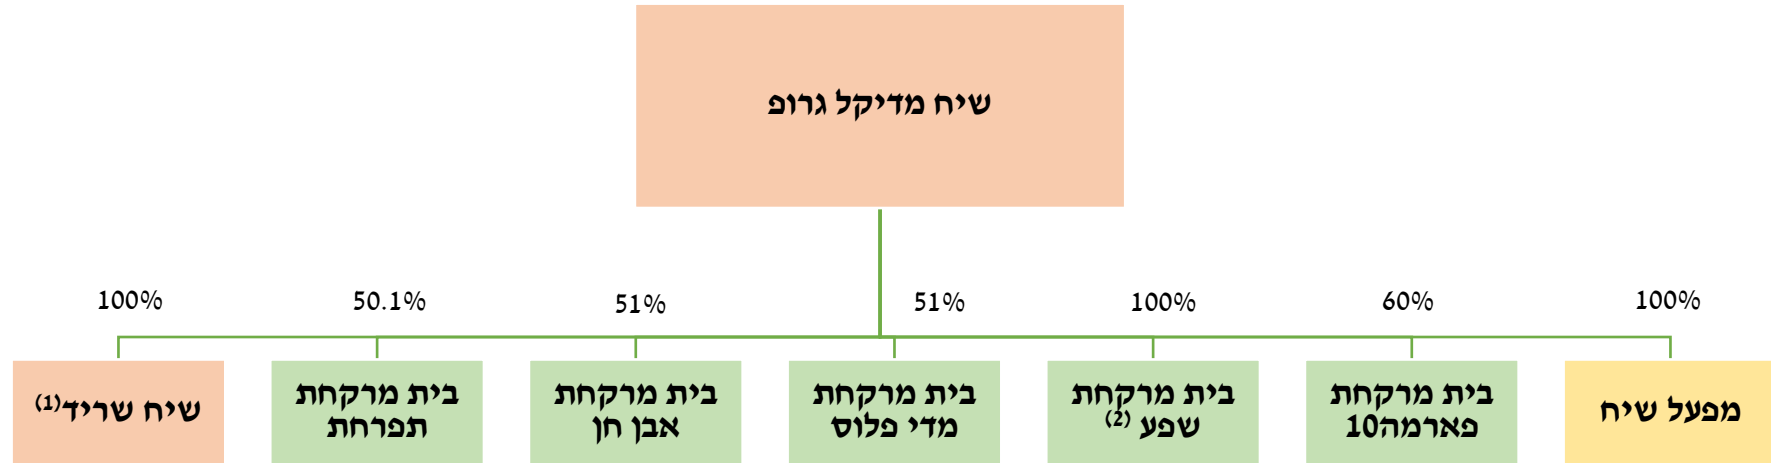 שיח מדיקל גרופ
100%
60%
100%
51%
51%
50.1%
100%
מפעל שיח
בית מרקחת
פארמה10
בית מרקחת
שפע (2)
בית מרקחת
מדי פלוס
בית מרקחת
אבן חן
בית מרקחת
תפרחת
שיח שריד(1)